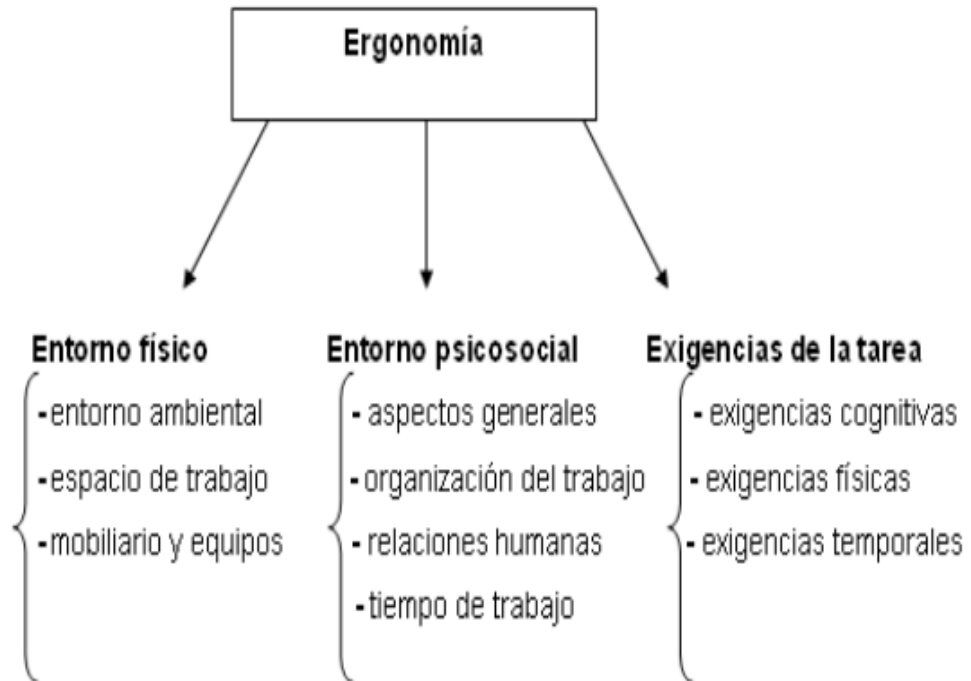 Ergonomía
Entorno físico
-entorno ambiental
-espacio de trabajo
-mobiliario y equipos
Entorno psicosocial
- aspectos generales
-organización del trabajo
- relaciones humanas
-tiempo de trabajo
Exigencias de la tarea
- exigencias cognitivas
- exigencias físicas
- exigencias temporales